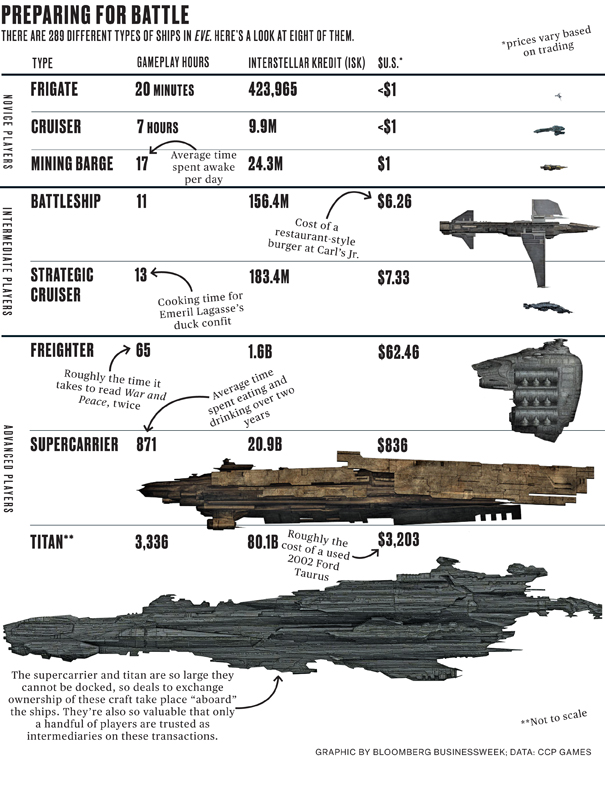 PREPARING FOR BATTLE
THERE ARE 289 DIFFERENT TYPES OF SHIPS IN EVE. HERE'S A LOOK AT EIGHT OF THEM.
*prices vary based
on trading
TYPE GAMEPLAY HOURS INTERSTELLAR KREDIT (ISK) $U.S.*
NOVICE PLAYERS
FRIGATE 20 MINUTES 423,965 <$1
CRUISER 7 HOURS 9.9M <$1
MINING BARGE 17 24.3M $1
Average time
spent awake
per day
INTERMEDIATE PLAYERS
BATTLESHIP 11 156.4M $6.26
Cost of a
restaurant-style
burger at Carl's Jr.
STRATEGIC
CRUISER 13 183.4M $7.33
Cooking time for
Emeril Lagasse's
duck confit
ADVANCED PLAYERS
FREIGHTER 65 1.6B $62.46
Roughly the time it
takes to read War and
Peace, twice
Average time
spent eating and
drinking over two
years
SUPERCARRIER 871 20.9B $836
TITAN** 3,336 80.1B $3,203
Roughly the
cost of a used
2002 Ford
Taurus
The supercarrier and titan are so large they
cannot be docked, so deals to exchange
ownership of these craft take place "aboard"
the ships. They're also so valuable that only
a handful of players are trusted as
intermediaries on these transactions.
**Not to scale
GRAPHIC BY BLOOMBERG BUSINESSWEEK; DATA: CCP GAMES